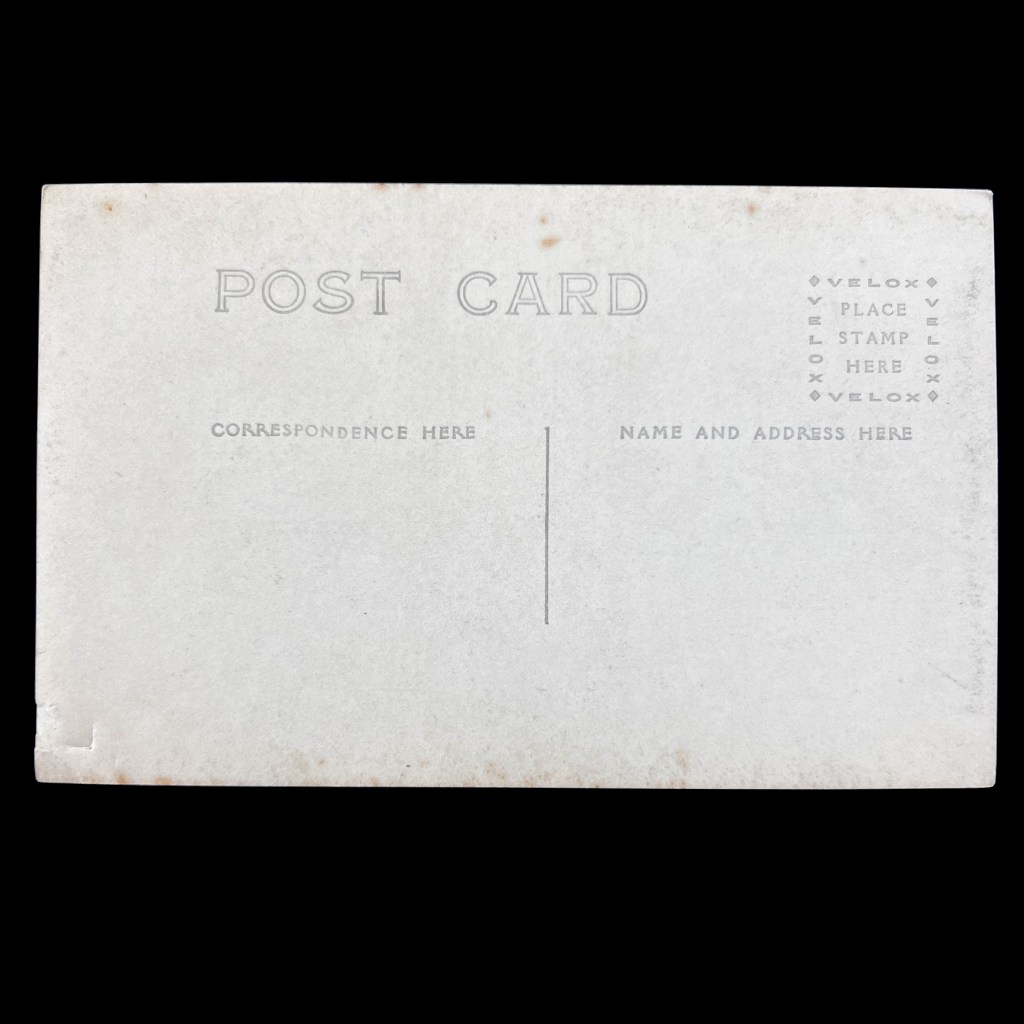 POST CARD
♦VELOX♦
VELOX
PLACE
STAMP
HERE
VELOX
♦VELOX♦
CORRESPONDENCE HERE
NAME AND ADDRESS HERE